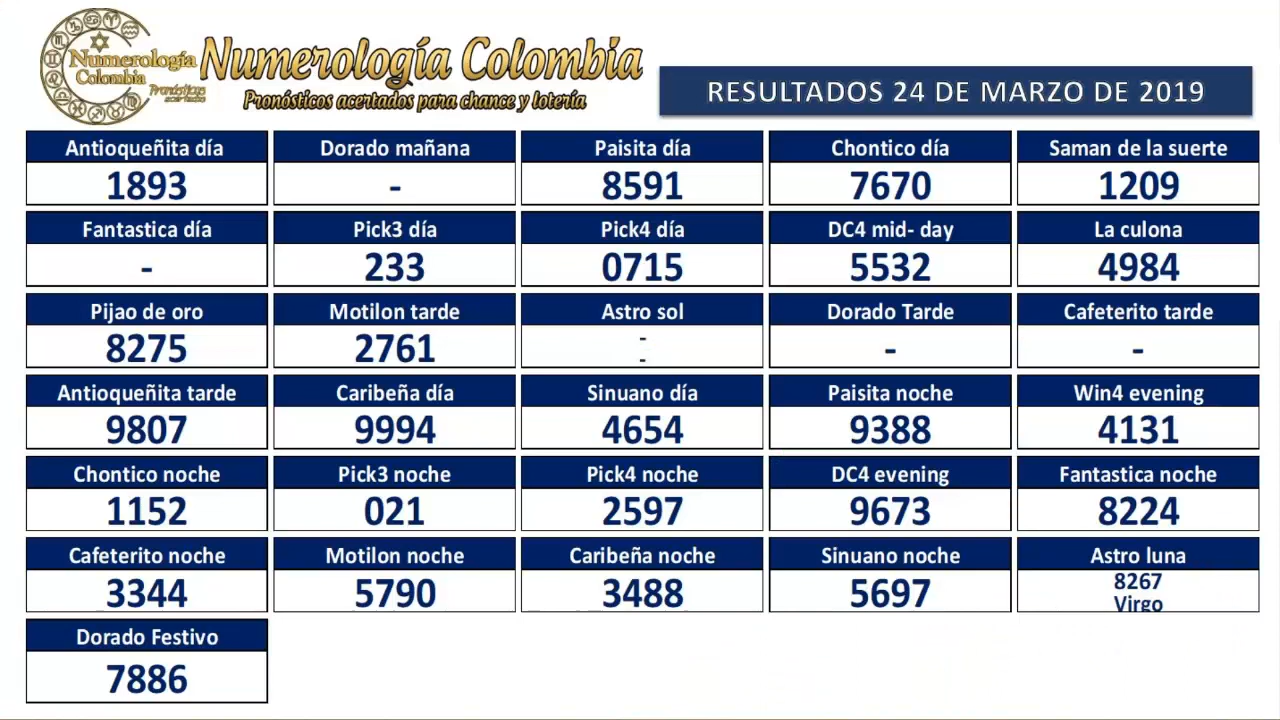 Numerología
Colombia
Pronósticos
acertados
Numerología Colombia
Pronósticos acertados para chance y lotería
RESULTADOS 24 DE MARZO DE 2019
Antioqueñita día Dorado mañana Paisita día Chontico día Saman de la suerte
1893 - 8591 7670 1209
Fantastica día Pick3 día Pick4 día DC4 mid- day La culona
- 233 0715 5532 4984
Pijao de oro Motilon tarde Astro sol Dorado Tarde Cafeterito tarde
8275 2761 - - -
-
Antioqueñita tarde Caribeña día Sinuano día Paisita noche Win4 evening
9807 9994 4654 9388 4131
Chontico noche Pick3 noche Pick4 noche DC4 evening Fantastica noche
1152 021 2597 9673 8224
Cafeterito noche Motilon noche Caribeña noche Sinuano noche Astro luna
3344 5790 3488 5697 8267
Virgo
Dorado Festivo
7886